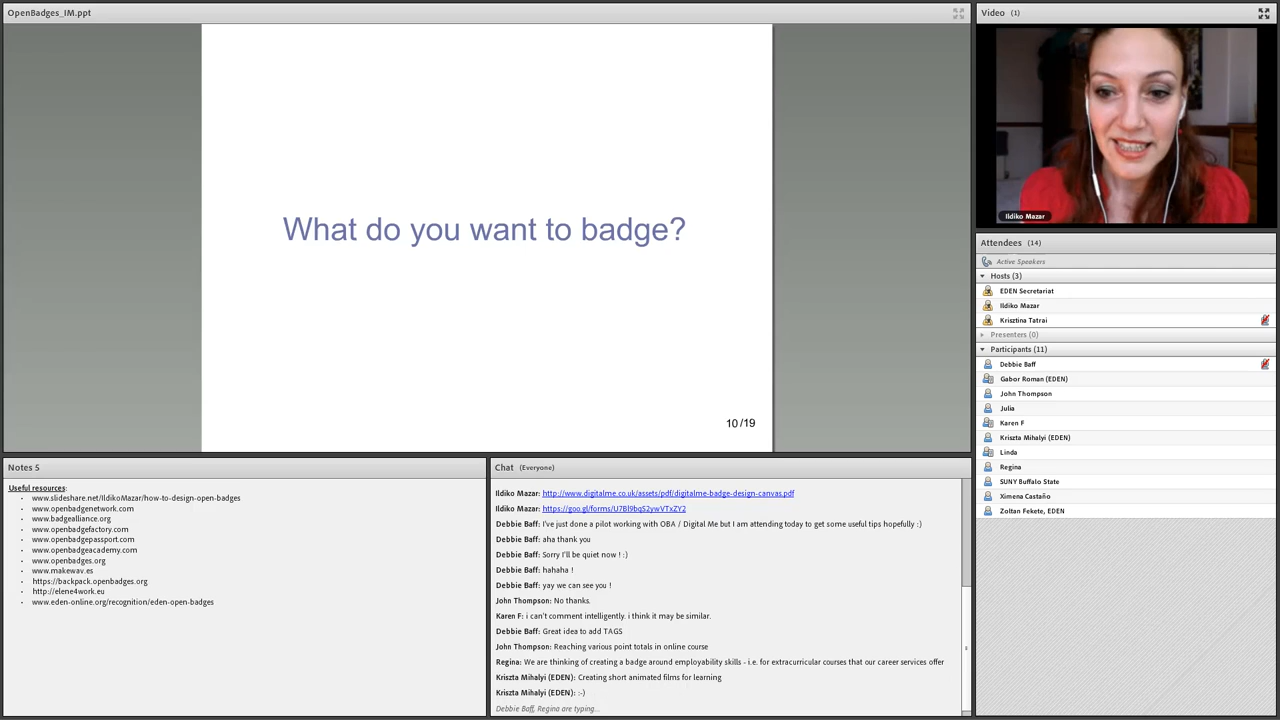 OpenBadges_IM.ppt
What do you want to badge?
10/19
Video (1)
Ildiko Mazar
Attendees (14)
Active Speakers
Hosts (3)
EDEN Secretariat
Ildiko Mazar
Krisztina Tatrai
Presenters (0)
Participants (11)
Debbie Baff
Gabor Roman (EDEN)
John Thompson
Julia
Karen F
Kriszta Mihalyi (EDEN)
Linda
Regina
SUNY Buffalo State
Ximena Castaño
Zoltan Fekete, EDEN
Notes 5
Useful resources:
• www.slideshare.net/IldikoMazar/how-to-design-open-badges
• www.openbadgenetwork.com
• www.badgealliance.org
• www.openbadgefactory.com
• www.openbadgepassport.com
• www.openbadgeacademy.com
• www.openbadges.org
• www.makewav.es
• https://backpack.openbadges.org
• http://elene4work.eu
• www.eden-online.org/recognition/eden-open-badges
Chat (Everyone)
Ildiko Mazar: http://www.digitalme.co.uk/assets/pdf/digitalme-badge-design-canvas.pdf
Ildiko Mazar: https://goo.gl/forms/U7Bl9bqS2ywVTxZY2
Debbie Baff: I've just done a pilot working with OBA / Digital Me but I am attending today to get some useful tips hopefully :)
Debbie Baff: aha thank you
Debbie Baff: Sorry I'll be quiet now ! :)
Debbie Baff: hahaha !
Debbie Baff: yay we can see you !
John Thompson: No thanks.
Karen F: i can't comment intelligently. i think it may be similar.
Debbie Baff: Great idea to add TAGS
John Thompson: Reaching various point totals in online course
Regina: We are thinking of creating a badge around employability skills - i.e. for extracurricular courses that our career services offer
Kriszta Mihalyi (EDEN): Creating short animated films for learning
Kriszta Mihalyi (EDEN): :-)
Debbie Baff, Regina are typing...